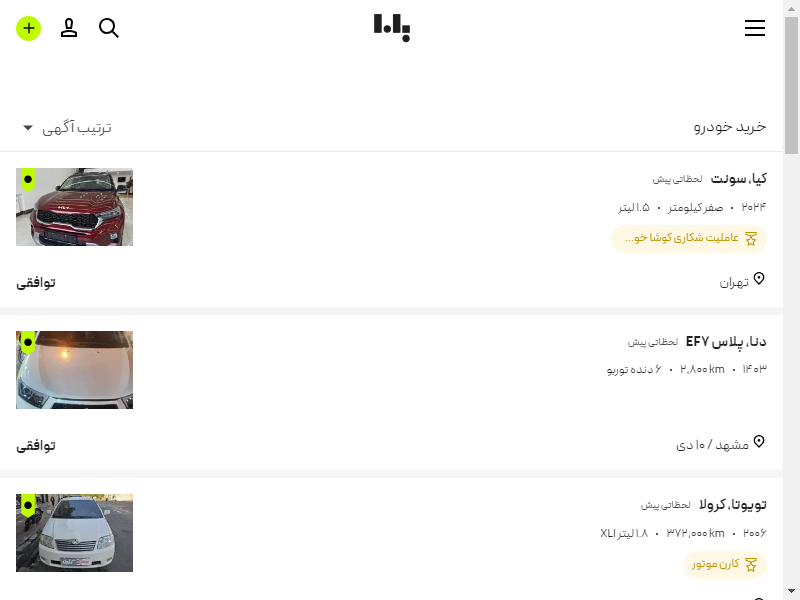 باما
خرید خودرو
ترتیب آگهی
کیا، سونت لحظاتی پیش
۲۰۲۴ • صفر کیلومتر • ۱.۵ لیتر
عاملیت شکاری کوشا خو...
تهران
توافقی
دنا، پلاس EF۷ لحظاتی پیش
۱۴۰۳ • ۲,۸۰۰ km • ۶ دنده توربو
مشهد / ۱۰ دی
توافقی
تویوتا، کرولا لحظاتی پیش
۲۰۰۶ • ۳۷۲,۰۰۰ km • ۱.۸ لیتر XLI
کارن موتور